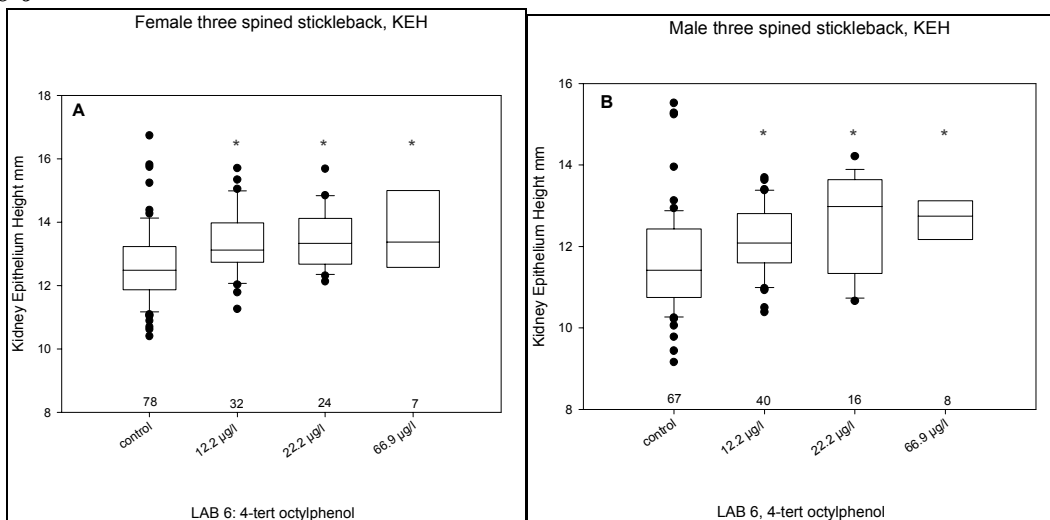 Female three spined stickleback, KEH
A
Kidney Epithelium Height mm
18
16
14
12
10
8
* * *
78 32 24 7
control 12.2 µg/l 22.2 µg/l 66.9 µg/l
LAB 6: 4-tert octylphenol
Male three spined stickleback, KEH
B
Kidney Epithelium Height mm
16
14
12
10
8
* * *
67 40 16 8
control 12.2 µg/l 22.2 µg/l 66.9 µg/l
LAB 6, 4-tert octylphenol